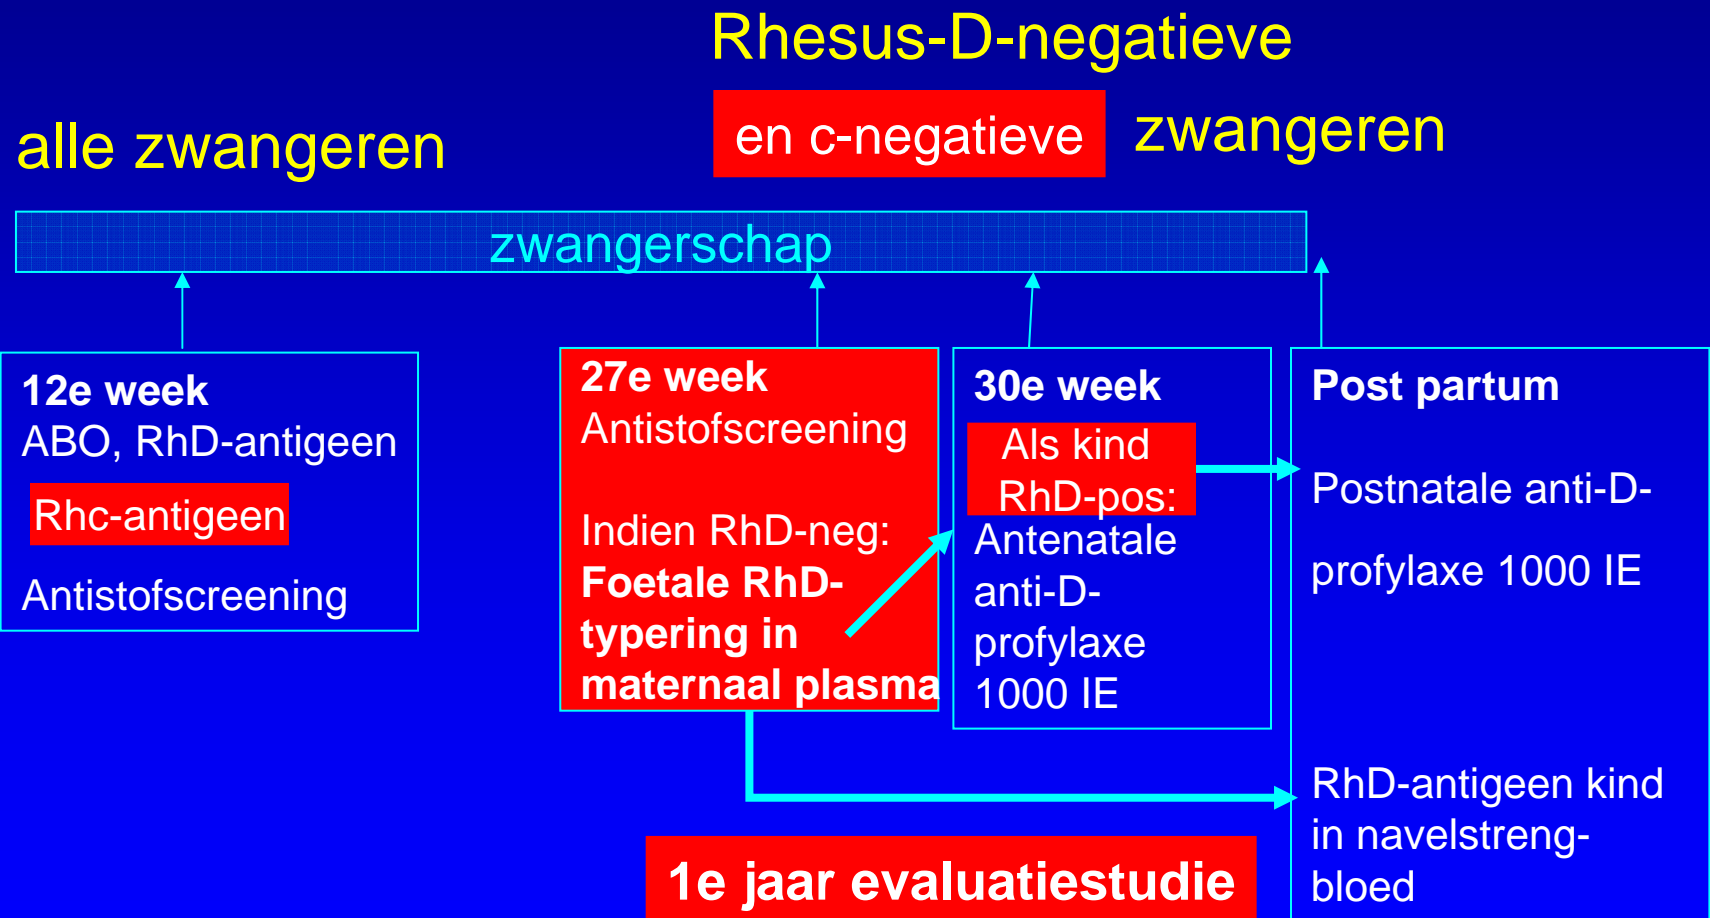 Rhesus-D-negatieve
alle zwangeren
en c-negatieve
zwangeren
zwangerschap
12e week
ABO, RhD-antigeen
Rhc-antigeen
Antistofscreening
27e week
Antistofscreening
Indien RhD-neg:
Foetale RhD-
typering in
maternaal plasma
30e week
Als kind
RhD-pos:
Antenatale
anti-D-
profylaxe
1000 IE
Post partum
Postnatale anti-D-
profylaxe 1000 IE
RhD-antigeen kind
in navelstreng-
bloed
1e jaar evaluatiestudie